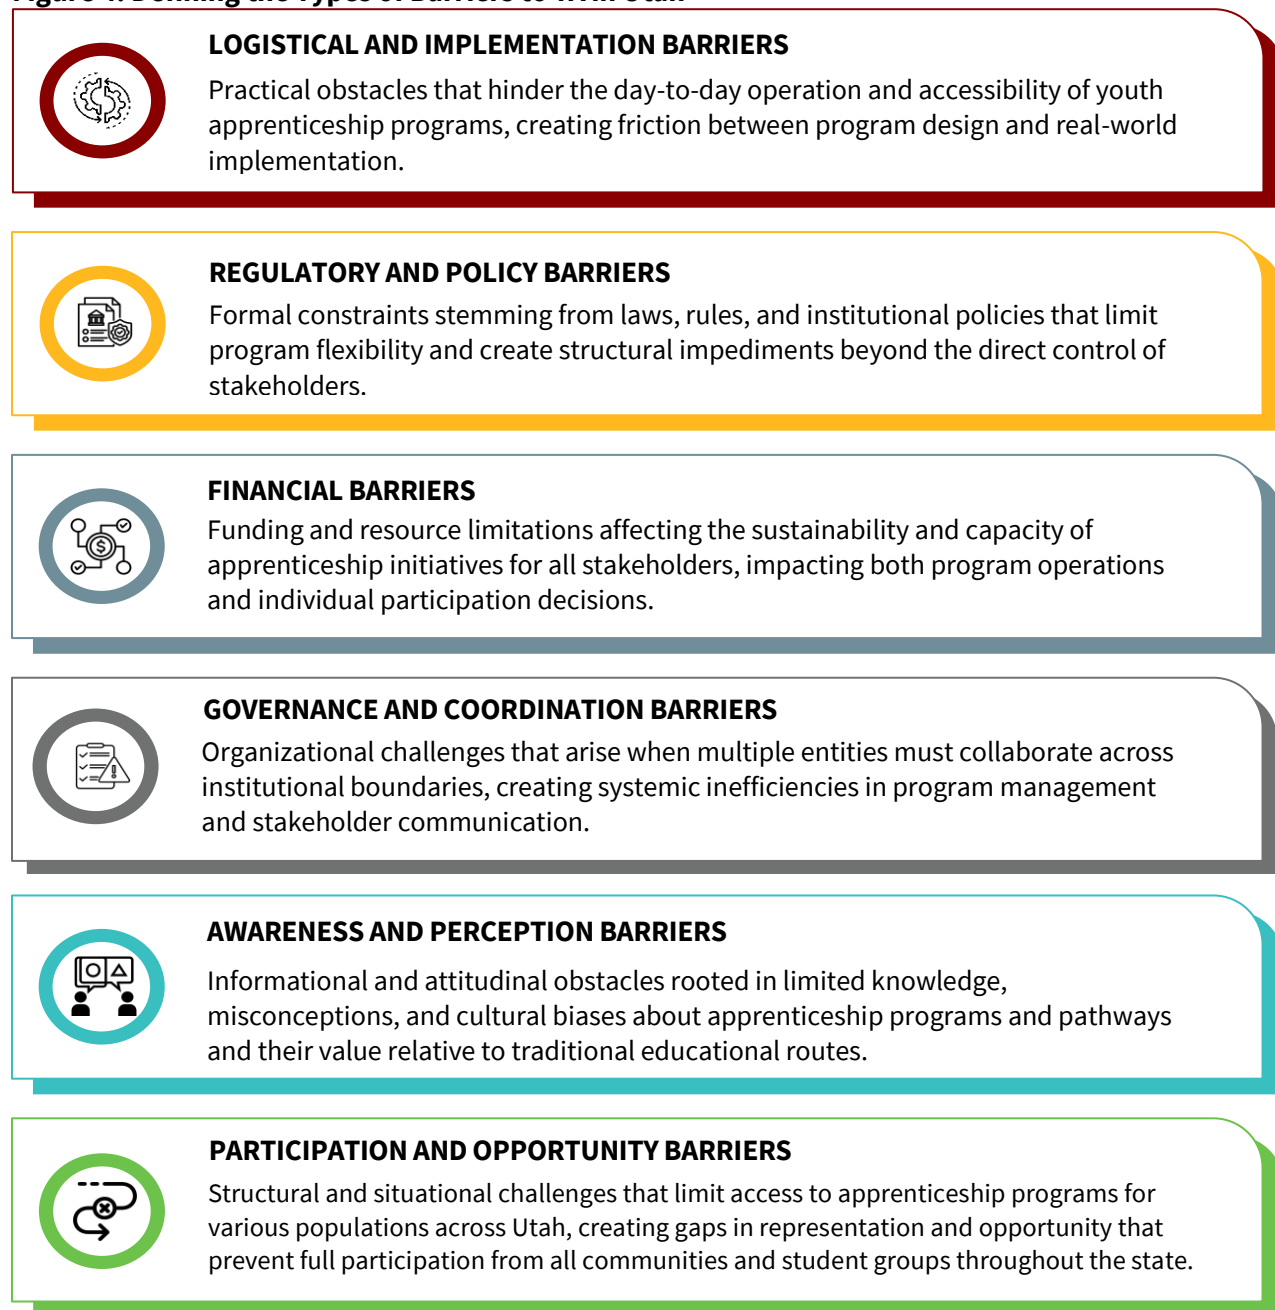 LOGISTICAL AND IMPLEMENTATION BARRIERS
Practical obstacles that hinder the day-to-day operation and accessibility of youth
apprenticeship programs, creating friction between program design and real-world
implementation.
REGULATORY AND POLICY BARRIERS
Formal constraints stemming from laws, rules, and institutional policies that limit
program flexibility and create structural impediments beyond the direct control of
stakeholders.
FINANCIAL BARRIERS
Funding and resource limitations affecting the sustainability and capacity of
apprenticeship initiatives for all stakeholders, impacting both program operations
and individual participation decisions.
GOVERNANCE AND COORDINATION BARRIERS
Organizational challenges that arise when multiple entities must collaborate across
institutional boundaries, creating systemic inefficiencies in program management
and stakeholder communication.
AWARENESS AND PERCEPTION BARRIERS
Informational and attitudinal obstacles rooted in limited knowledge,
misconceptions, and cultural biases about apprenticeship programs and pathways
and their value relative to traditional educational routes.
PARTICIPATION AND OPPORTUNITY BARRIERS
Structural and situational challenges that limit access to apprenticeship programs for
various populations across Utah, creating gaps in representation and opportunity that
prevent full participation from all communities and student groups throughout the state.